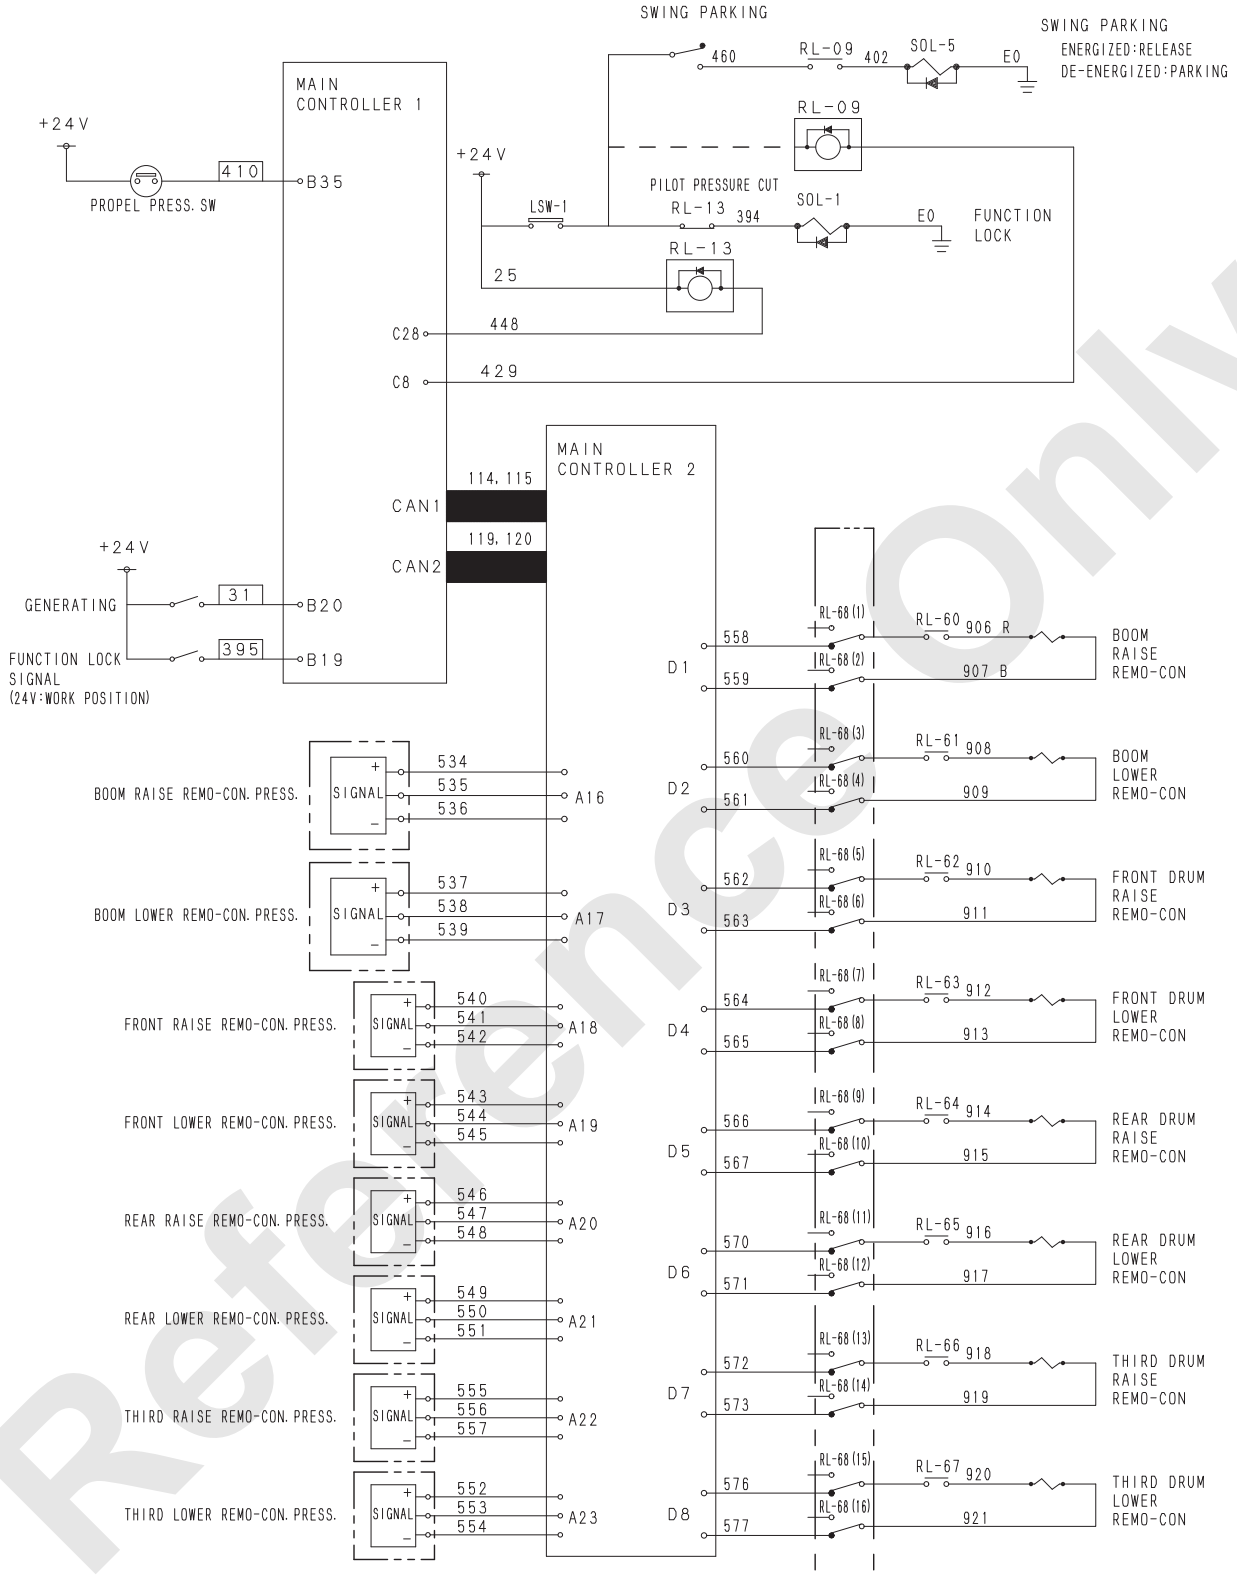 SWING PARKING
SWING PARKING
ENERGIZED:RELEASE
DE-ENERGIZED:PARKING
460
RL-09
402
SOL-5
E0
MAIN
CONTROLLER 1
RL-09
+24V
410
B35
PROPEL PRESS. SW
+24V
PILOT PRESSURE CUT
LSW-1
RL-13
394
SOL-1
E0
FUNCTION
LOCK
RL-13
25
C28
448
C8
429
MAIN
CONTROLLER 2
114, 115
CAN1
119, 120
CAN2
+24V
GENERATING
31
B20
FUNCTION LOCK
SIGNAL
(24V:WORK POSITION)
395
B19
558
D1
559
RL-68(1)
RL-68(2)
RL-60
906 R
907 B
BOOM
RAISE
REMO-CON
560
D2
561
RL-68(3)
RL-68(4)
RL-61
908
909
BOOM
LOWER
REMO-CON
562
D3
563
RL-68(5)
RL-68(6)
RL-62
910
911
FRONT DRUM
RAISE
REMO-CON
564
D4
565
RL-68(7)
RL-68(8)
RL-63
912
913
FRONT DRUM
LOWER
REMO-CON
566
D5
567
RL-68(9)
RL-68(10)
RL-64
914
915
REAR DRUM
RAISE
REMO-CON
570
D6
571
RL-68(11)
RL-68(12)
RL-65
916
917
REAR DRUM
LOWER
REMO-CON
572
D7
573
RL-68(13)
RL-68(14)
RL-66
918
919
THIRD DRUM
RAISE
REMO-CON
576
D8
577
RL-68(15)
RL-68(16)
RL-67
920
921
THIRD DRUM
LOWER
REMO-CON
BOOM RAISE REMO-CON. PRESS.
+
SIGNAL
−
534
535
536
A16
BOOM LOWER REMO-CON. PRESS.
+
SIGNAL
−
537
538
539
A17
FRONT RAISE REMO-CON. PRESS.
+
SIGNAL
−
540
541
542
A18
FRONT LOWER REMO-CON. PRESS.
+
SIGNAL
−
543
544
545
A19
REAR RAISE REMO-CON. PRESS.
+
SIGNAL
−
546
547
548
A20
REAR LOWER REMO-CON. PRESS.
+
SIGNAL
−
549
550
551
A21
THIRD RAISE REMO-CON. PRESS.
+
SIGNAL
−
555
556
557
A22
THIRD LOWER REMO-CON. PRESS.
+
SIGNAL
−
552
553
554
A23
Reference Only